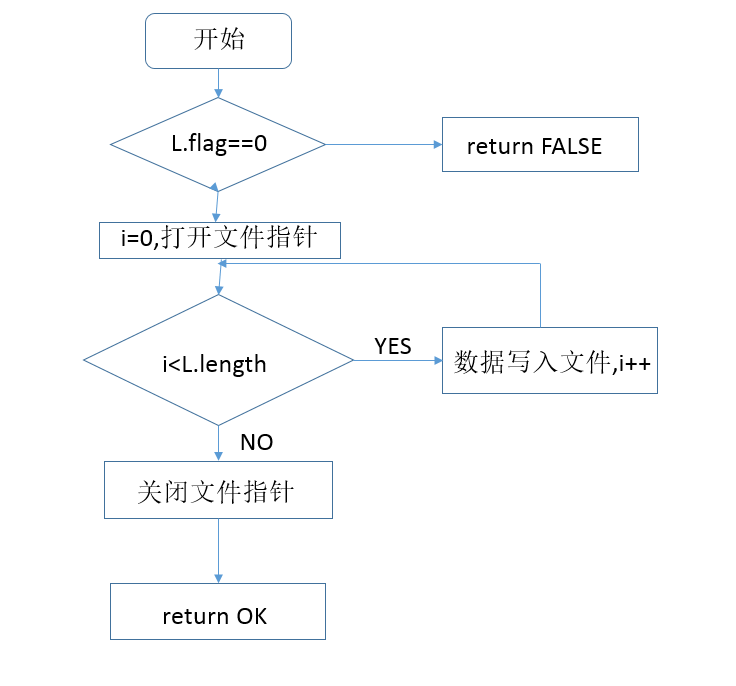 开始
L.flag==0
return FALSE
i=0,打开文件指针
i<L.length
YES
数据写入文件,i++
NO
关闭文件指针
return OK